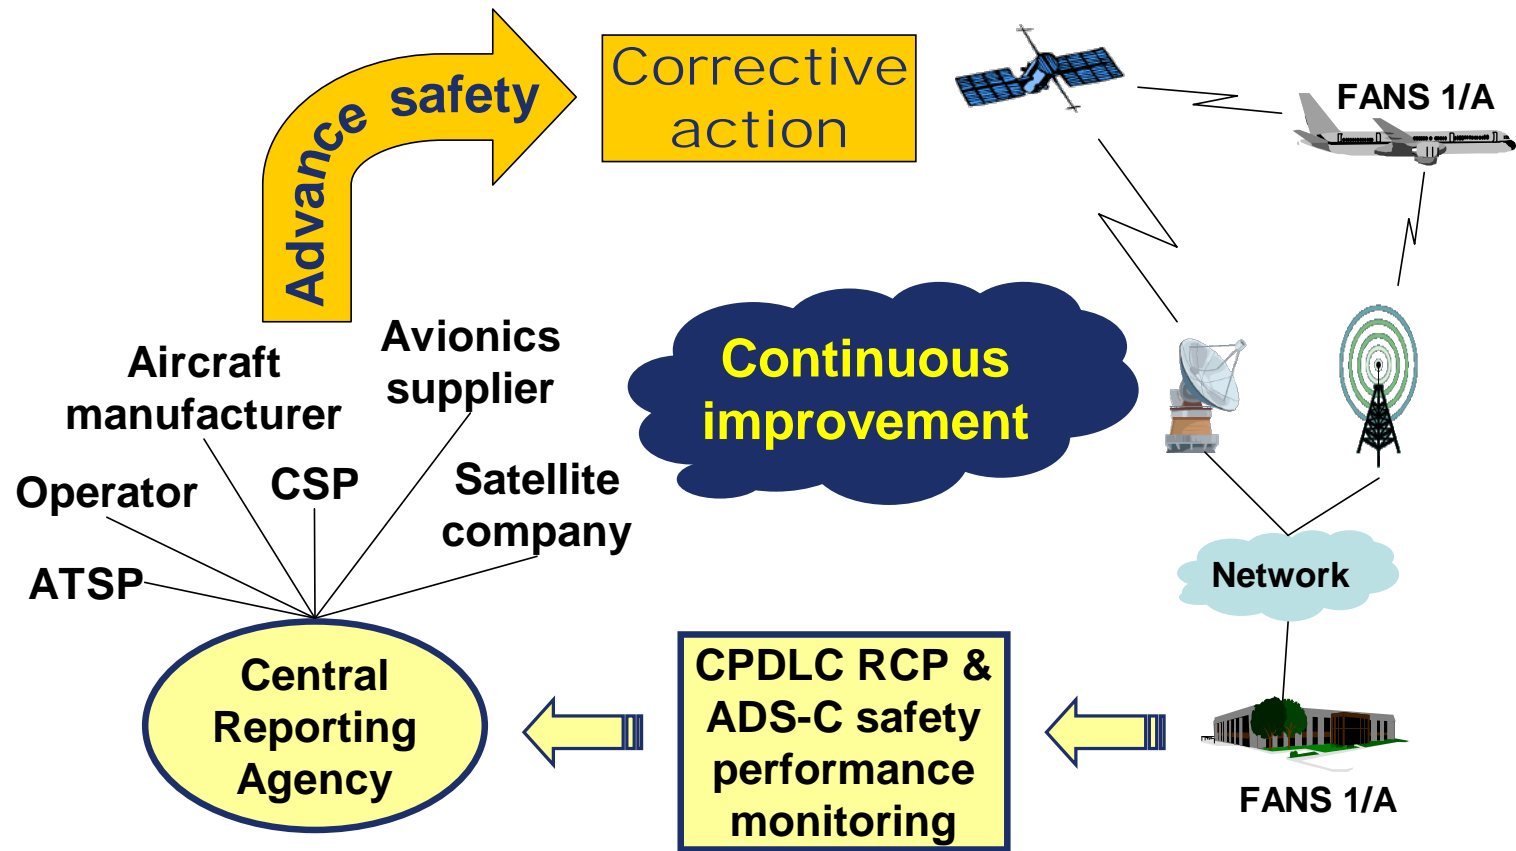 Advance safety
Corrective
action
FANS 1/A
Continuous
improvement
Avionics
supplier
Aircraft
manufacturer
Operator
CSP
Satellite
company
ATSP
Network
Central
Reporting
Agency
CPDLC RCP &
ADS-C safety
performance
monitoring
FANS 1/A